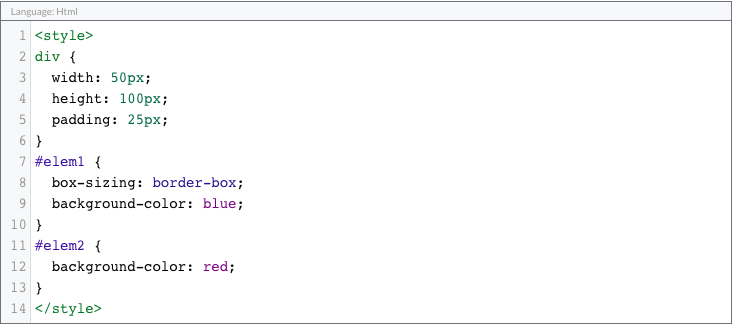 Language: Html
1 <style>
2 div {
3   width: 50px;
4   height: 100px;
5   padding: 25px;
6 }
7 #elem1 {
8   box-sizing: border-box;
9   background-color: blue;
10 }
11 #elem2 {
12   background-color: red;
13 }
14 </style>